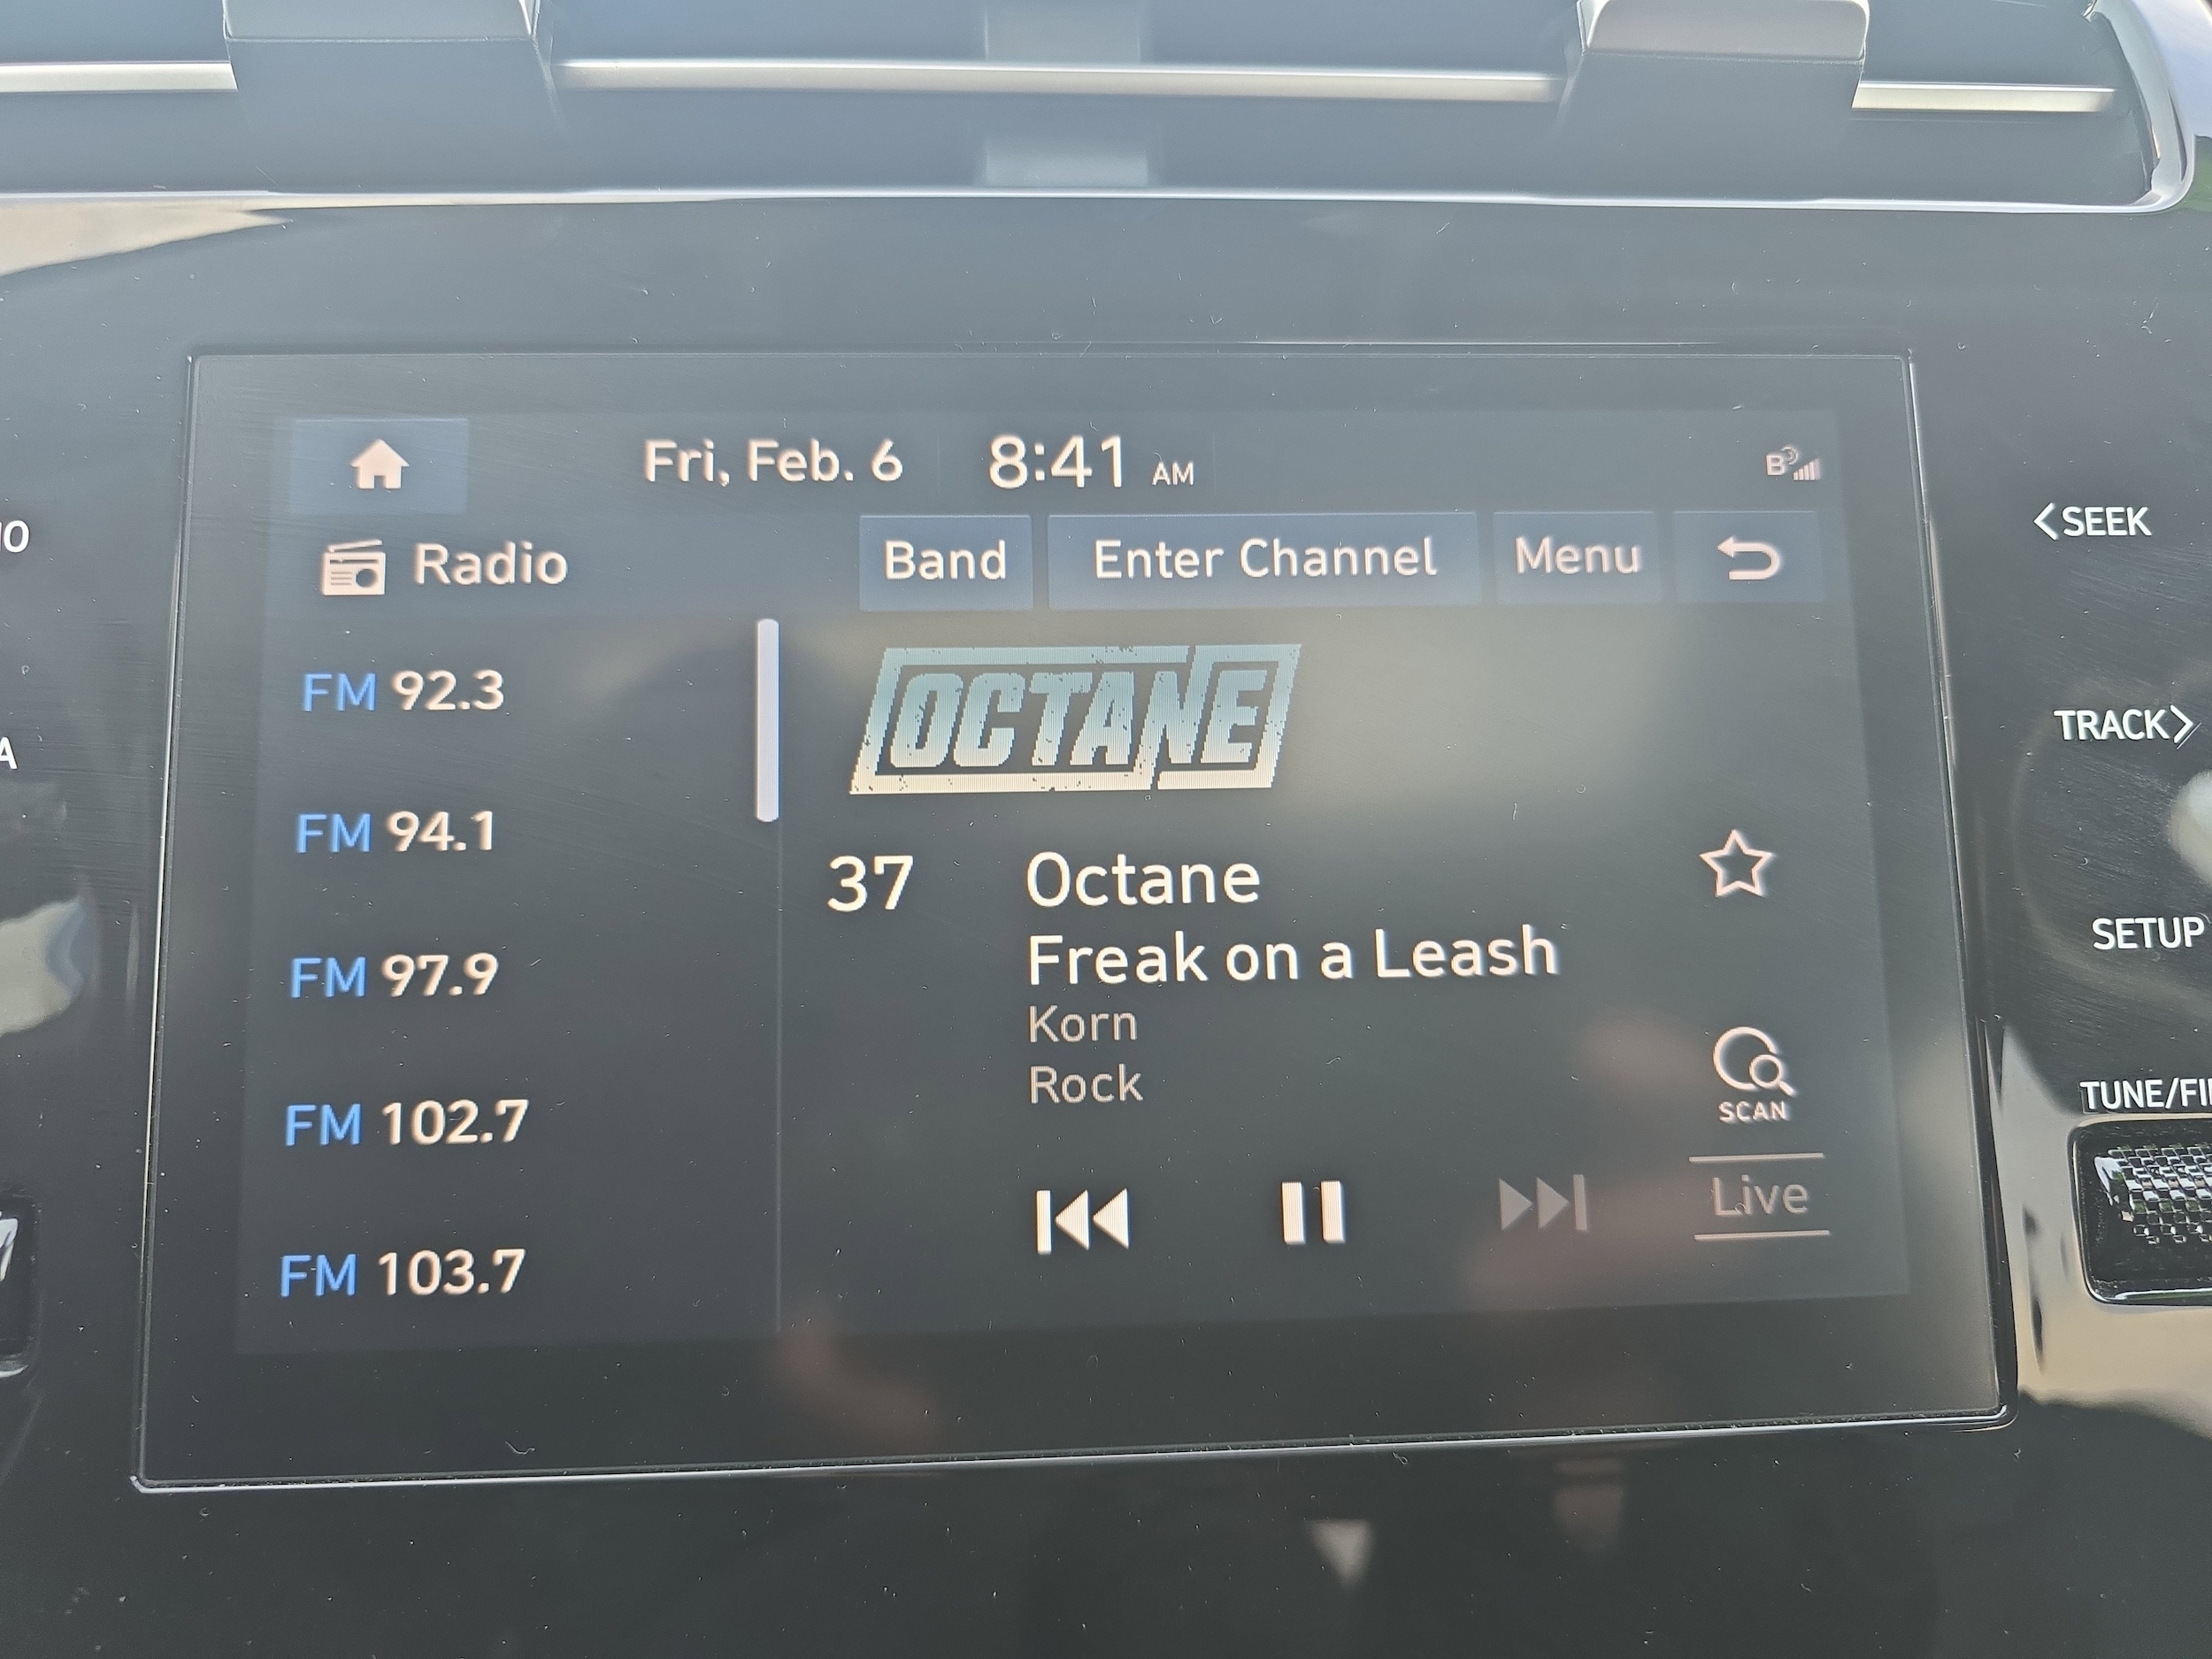 Fri, Feb. 6 8:41 AM
Radio Band Enter Channel Menu
FM 92.3
FM 94.1
FM 97.9
FM 102.7
FM 103.7
OCTANE
37 Octane
Freak on a Leash
Korn
Rock
SCAN
Live
SEEK
TRACK
SETUP